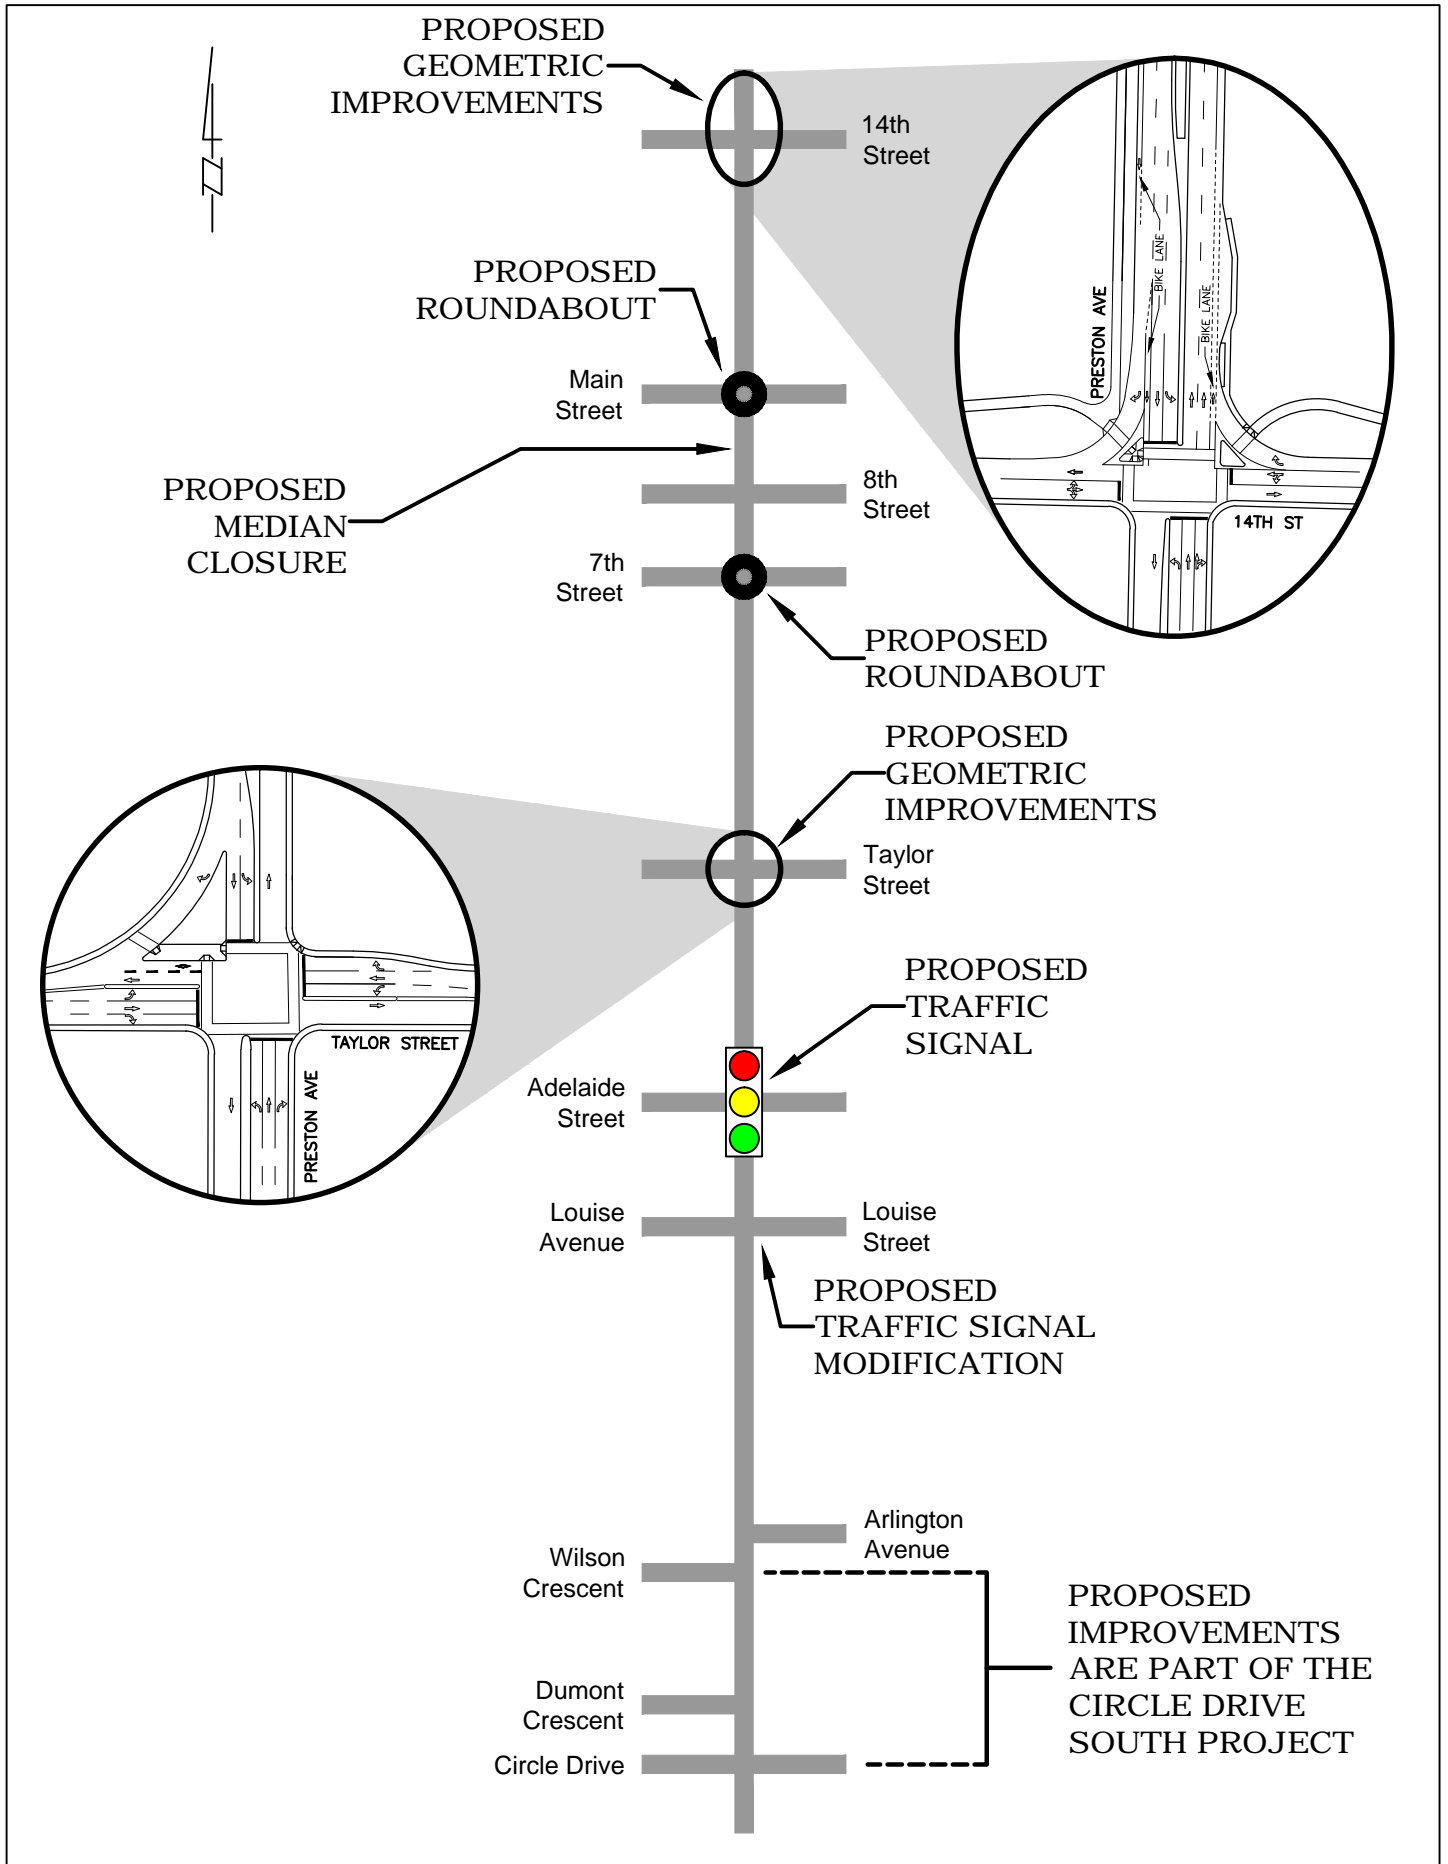 PROPOSED
GEOMETRIC
IMPROVEMENTS
14th
Street
PRESTON AVE
BIKE LANE
BIKE LANE
14TH ST
PROPOSED
ROUNDABOUT
Main
Street
PROPOSED
MEDIAN
CLOSURE
8th
Street
7th
Street
PROPOSED
ROUNDABOUT
PROPOSED
GEOMETRIC
IMPROVEMENTS
Taylor
Street
TAYLOR STREET
PRESTON AVE
PROPOSED
TRAFFIC
SIGNAL
Adelaide
Street
Louise
Avenue
Louise
Street
PROPOSED
TRAFFIC SIGNAL
MODIFICATION
Arlington
Avenue
Wilson
Crescent
PROPOSED
IMPROVEMENTS
ARE PART OF THE
CIRCLE DRIVE
SOUTH PROJECT
Dumont
Crescent
Circle Drive